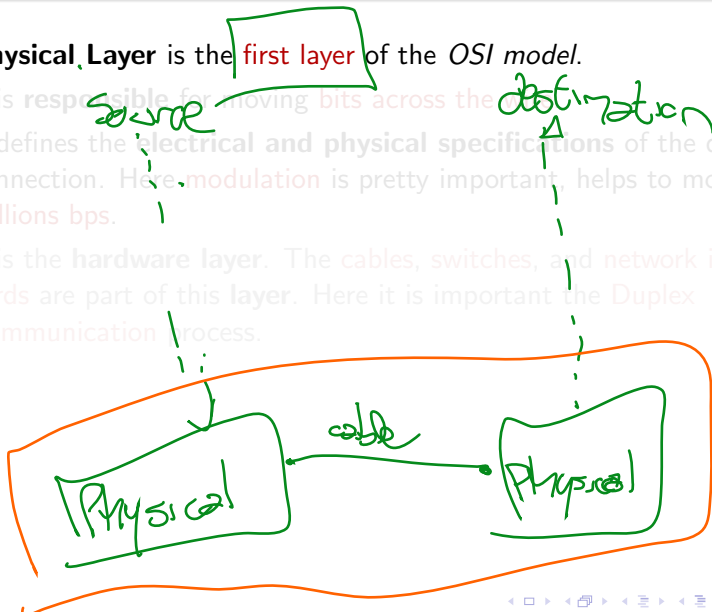 ysical Layer is the first layer of the OSI model.
s responsible for moving bits across the
source
destination
defines the electrical and physical specifications of the
nnection. Here modulation is pretty important, helps to mo
llions bps.
s the hardware layer. The cables, switches, and network i
rds are part of this layer. Here it is important the Duplex
mmunication process.
cable
Physical
Physical